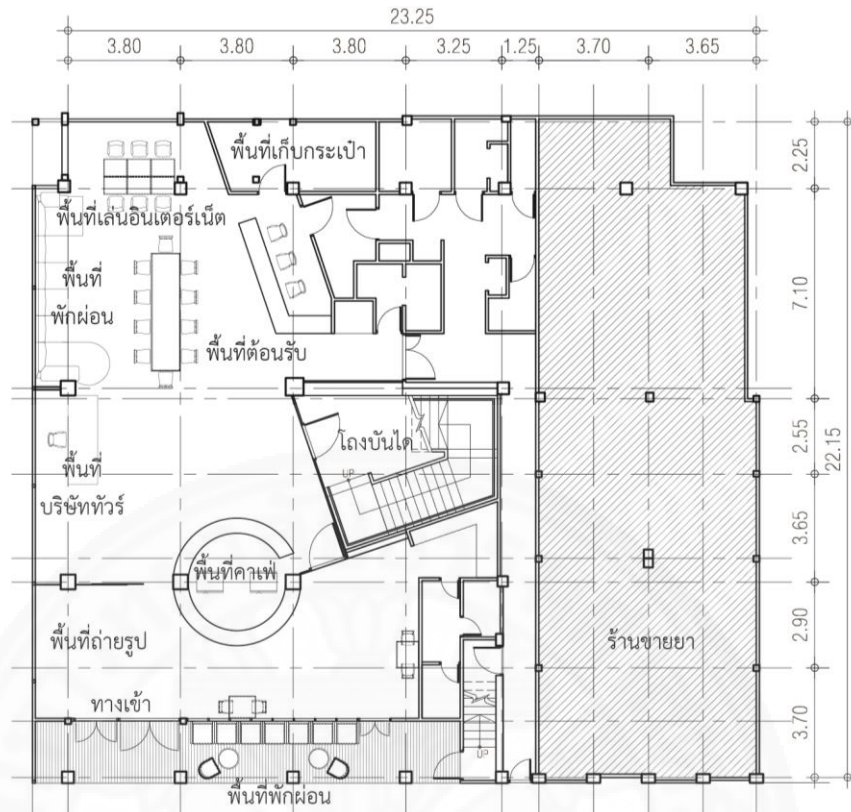 23.25
3.80 3.80 3.80 3.25 1.25 3.70 3.65
พื้นที่เก็บกระเป๋า
2.25
พื้นที่เล่นอินเตอร์เน็ต
พื้นที่
พักผ่อน
7.10
พื้นที่ต้อนรับ
โถงบันได
2.55
22.15
UP
พื้นที่
บริษัททัวร์
3.65
พื้นที่คาเฟ่
พื้นที่ถ่ายรูป
ร้านขายยา
2.90
ทางเข้า
3.70
UP
พื้นที่พักผ่อน